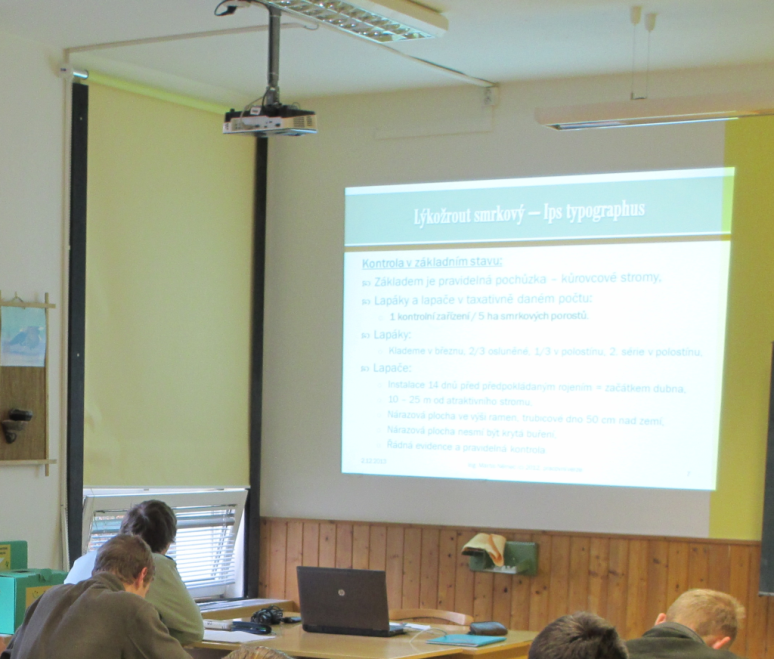 Lýkožrout smrkový — Ips typographus
Kontrola v základním stavu:
Základem je pravidelná pochůzka – kůrovcové stromy,
Lapáky a lapače v taxativně daném počtu:
1 kontrolní zařízení / 5 ha smrkových porostů.
Lapáky:
Klademe v březnu, 2/3 osluněné, 1/3 v polostínu, 2. série v polostínu,
Lapače:
Instalace 14 dnů před předpokládaným rojením + začátkem dubna,
10 – 25 m od atraktivního stromu
Nárazová plocha ve výši ramen, trubicové dno 50 cm nad zemí,
Nárazová plocha nesmí být krytá buření,
Řádná evidence a pravidelná kontrola
hp